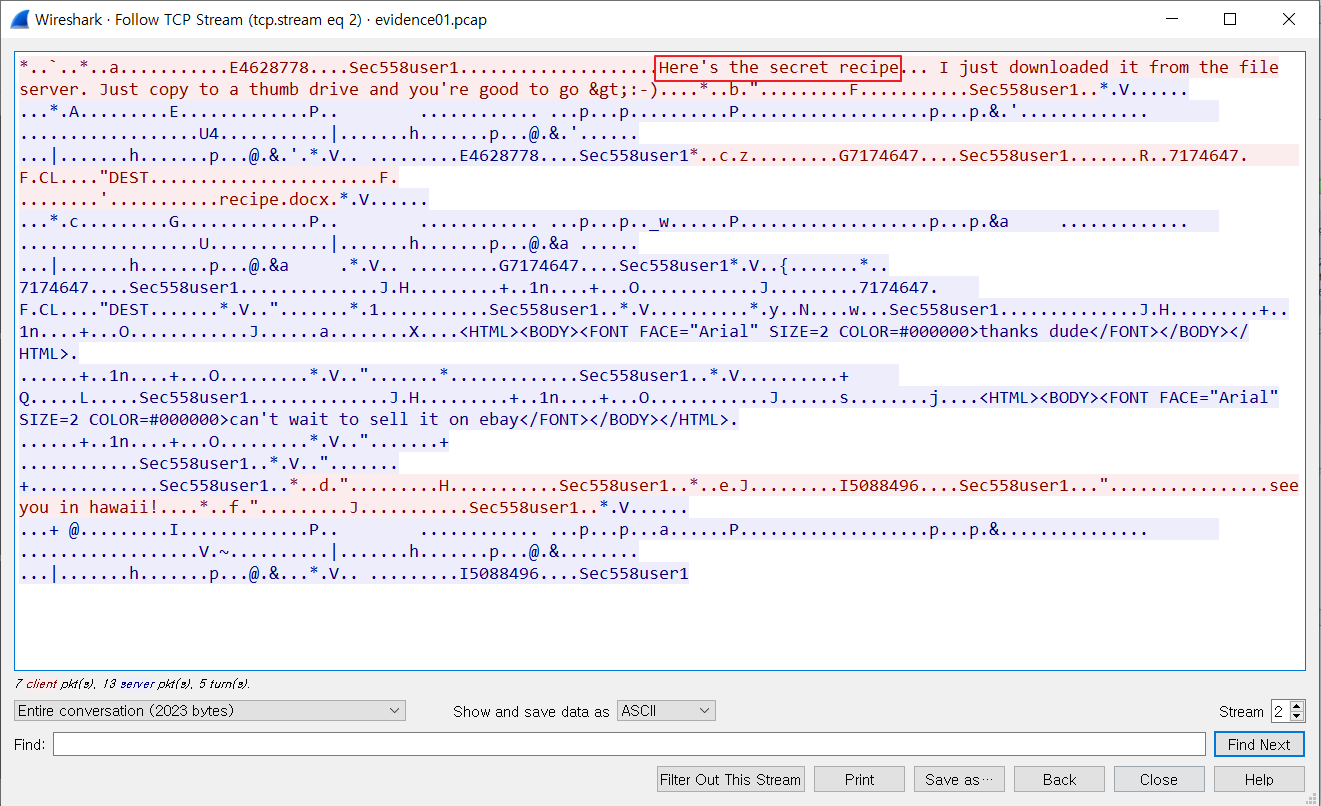 Wireshark · Follow TCP Stream (tcp.stream eq 2) · evidence01.pcap
*..`..*..a...........E4628778....Sec558user1....................Here's the secret recipe... I just downloaded it from the file
server. Just copy to a thumb drive and you're good to go &gt;:-)....*..b.".........F...........Sec558user1..*.V......
...*.A.........E.............P.. ............ ...p...p..........P...................p...p.&.'.............
..................U4...........|.......h.......p...@.&.'......
...|.......h.......p...@.&.'.*.V.. .........E4628778....Sec558user1*..c.z.........G7174647....Sec558user1.......R..7174647.
F.CL...."DEST.......................F.
........'...........recipe.docx.*.V......
...*.c.........G.............P.. ............ ...p...p.._w......P...................p...p.&a .............
..................U............|.......h.......p...@.&a ......
...|.......h.......p...@.&a .*.V.. .........G7174647....Sec558user1*.V..{.......*..
7174647....Sec558user1..............J.H.........+..1n....+...O............J.........7174647.
F.CL...."DEST.......*.V..".......*.1...........Sec558user1..*.V..........*.y..N....w...Sec558user1..............J.H.........+..
1n....+...O............J......a........X....<HTML><BODY><FONT FACE="Arial" SIZE=2 COLOR=#000000>thanks dude</FONT></BODY></
HTML>.
......+..1n....+...O.........*.V..".......*.............Sec558user1..*.V..........+
Q.....L.....Sec558user1..............J.H.........+..1n....+...O............J......s........j....<HTML><BODY><FONT FACE="Arial"
SIZE=2 COLOR=#000000>can't wait to sell it on ebay</FONT></BODY></HTML>.
......+..1n....+...O.........*.V..".......+
............Sec558user1..*.V..".......
+.............Sec558user1..*..d.".........H...........Sec558user1..*..e.J.........I5088496....Sec558user1...".................see
you in hawaii!....*..f.".........J...........Sec558user1..*.V......
...+ @.........I.............P.. ............ ...p...p...a......P...................p...p.&...............
..................V.~..........|.......h.......p...@.&........
...|.......h.......p...@.&...*.V.. .........I5088496....Sec558user1
7 client pkt(s), 13 server pkt(s), 5 turn(s).
Entire conversation (2023 bytes) Show and save data as ASCII Stream 2
Find: Find Next
Filter Out This Stream Print Save as… Back Close Help